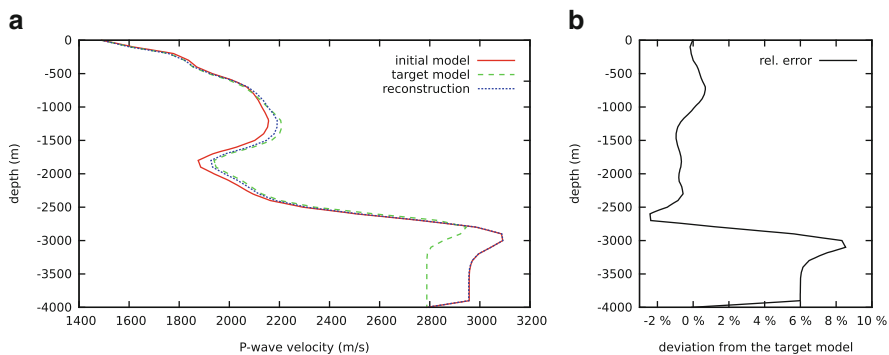 a
0
-500
-1000
-1500
-2000
-2500
-3000
-3500
-4000
depth (m)
1400 1600 1800 2000 2200 2400 2600 2800 3000 3200
P-wave velocity (m/s)
initial model
target model
reconstruction
b
0
-500
-1000
-1500
-2000
-2500
-3000
-3500
-4000
depth (m)
-2 % 0 % 2 % 4 % 6 % 8 % 10 %
deviation from the target model
rel. error